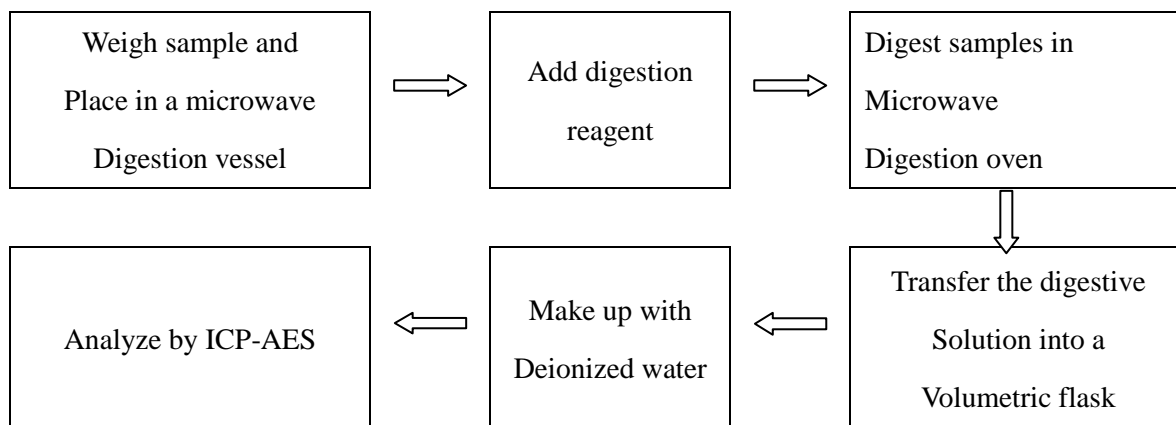 Weigh sample and
Place in a microwave
Digestion vessel
Add digestion
reagent
Digest samples in
Microwave
Digestion oven
Transfer the digestive
Solution into a
Volumetric flask
Make up with
Deionized water
Analyze by ICP-AES